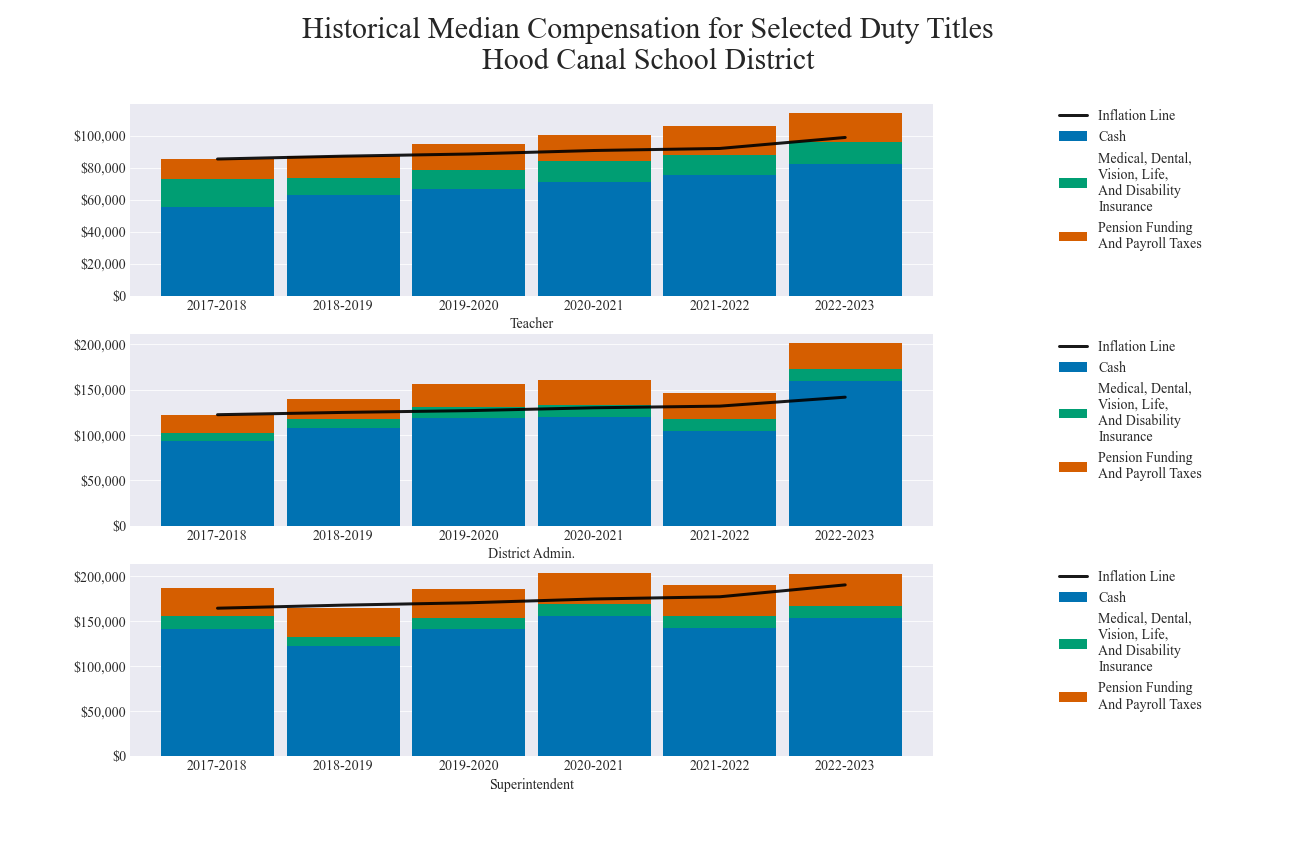 Historical Median Compensation for Selected Duty Titles
Hood Canal School District
$100,000
$80,000
$60,000
$40,000
$20,000
$0
2017-2018 2018-2019 2019-2020 2020-2021 2021-2022 2022-2023
Teacher
Inflation Line
Cash
Medical, Dental,
Vision, Life,
And Disability
Insurance
Pension Funding
And Payroll Taxes
$200,000
$150,000
$100,000
$50,000
$0
2017-2018 2018-2019 2019-2020 2020-2021 2021-2022 2022-2023
District Admin.
Inflation Line
Cash
Medical, Dental,
Vision, Life,
And Disability
Insurance
Pension Funding
And Payroll Taxes
$200,000
$150,000
$100,000
$50,000
$0
2017-2018 2018-2019 2019-2020 2020-2021 2021-2022 2022-2023
Superintendent
Inflation Line
Cash
Medical, Dental,
Vision, Life,
And Disability
Insurance
Pension Funding
And Payroll Taxes